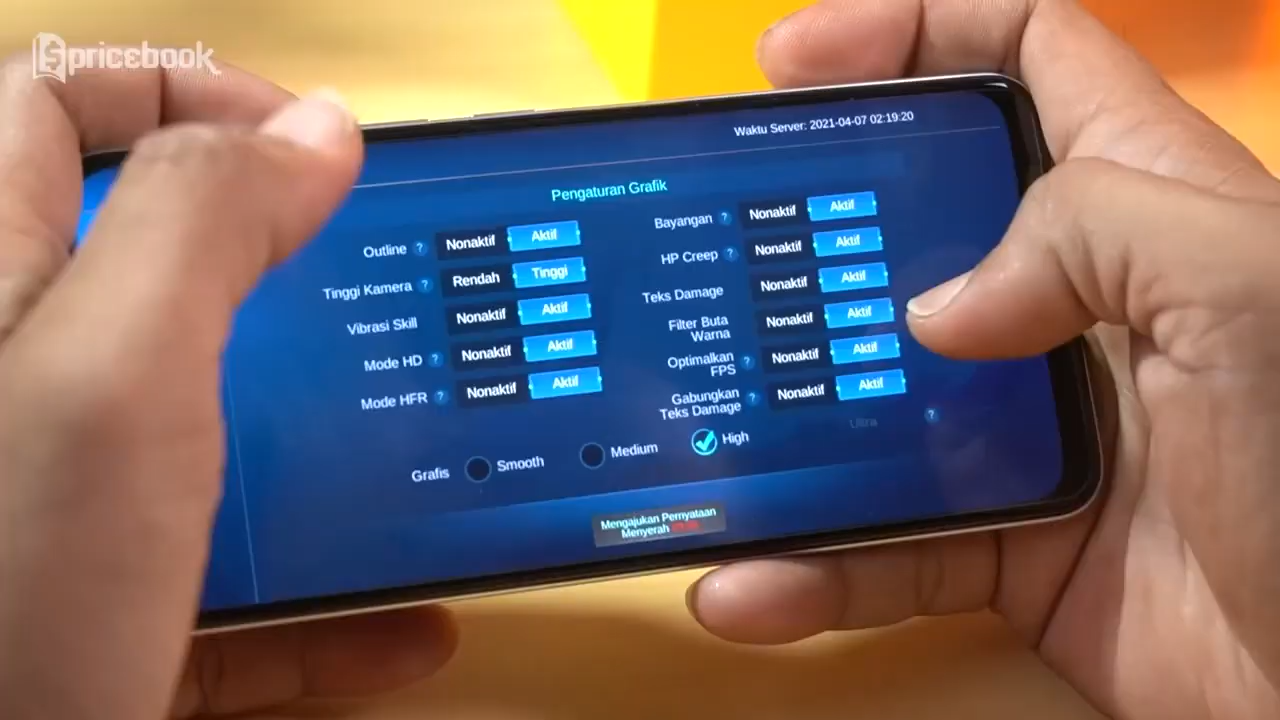 pricebook
Waktu Server: 2021-04-07 02:19:20
Pengaturan Grafik
Outline ? Nonaktif Aktif
Tinggi Kamera ? Rendah Tinggi
Vibrasi Skill Nonaktif Aktif
Mode HD ? Nonaktif Aktif
Mode HFR ? Nonaktif Aktif
Bayangan ? Nonaktif Aktif
HP Creep ? Nonaktif Aktif
Teks Damage Nonaktif Aktif
Filter Buta
Warna Nonaktif Aktif
Optimalkan
FPS ? Nonaktif Aktif
Gabungkan
Teks Damage ? Nonaktif Aktif
Grafis Smooth Medium High Ultra ?
Mengajukan Pernyataan
Menyerah